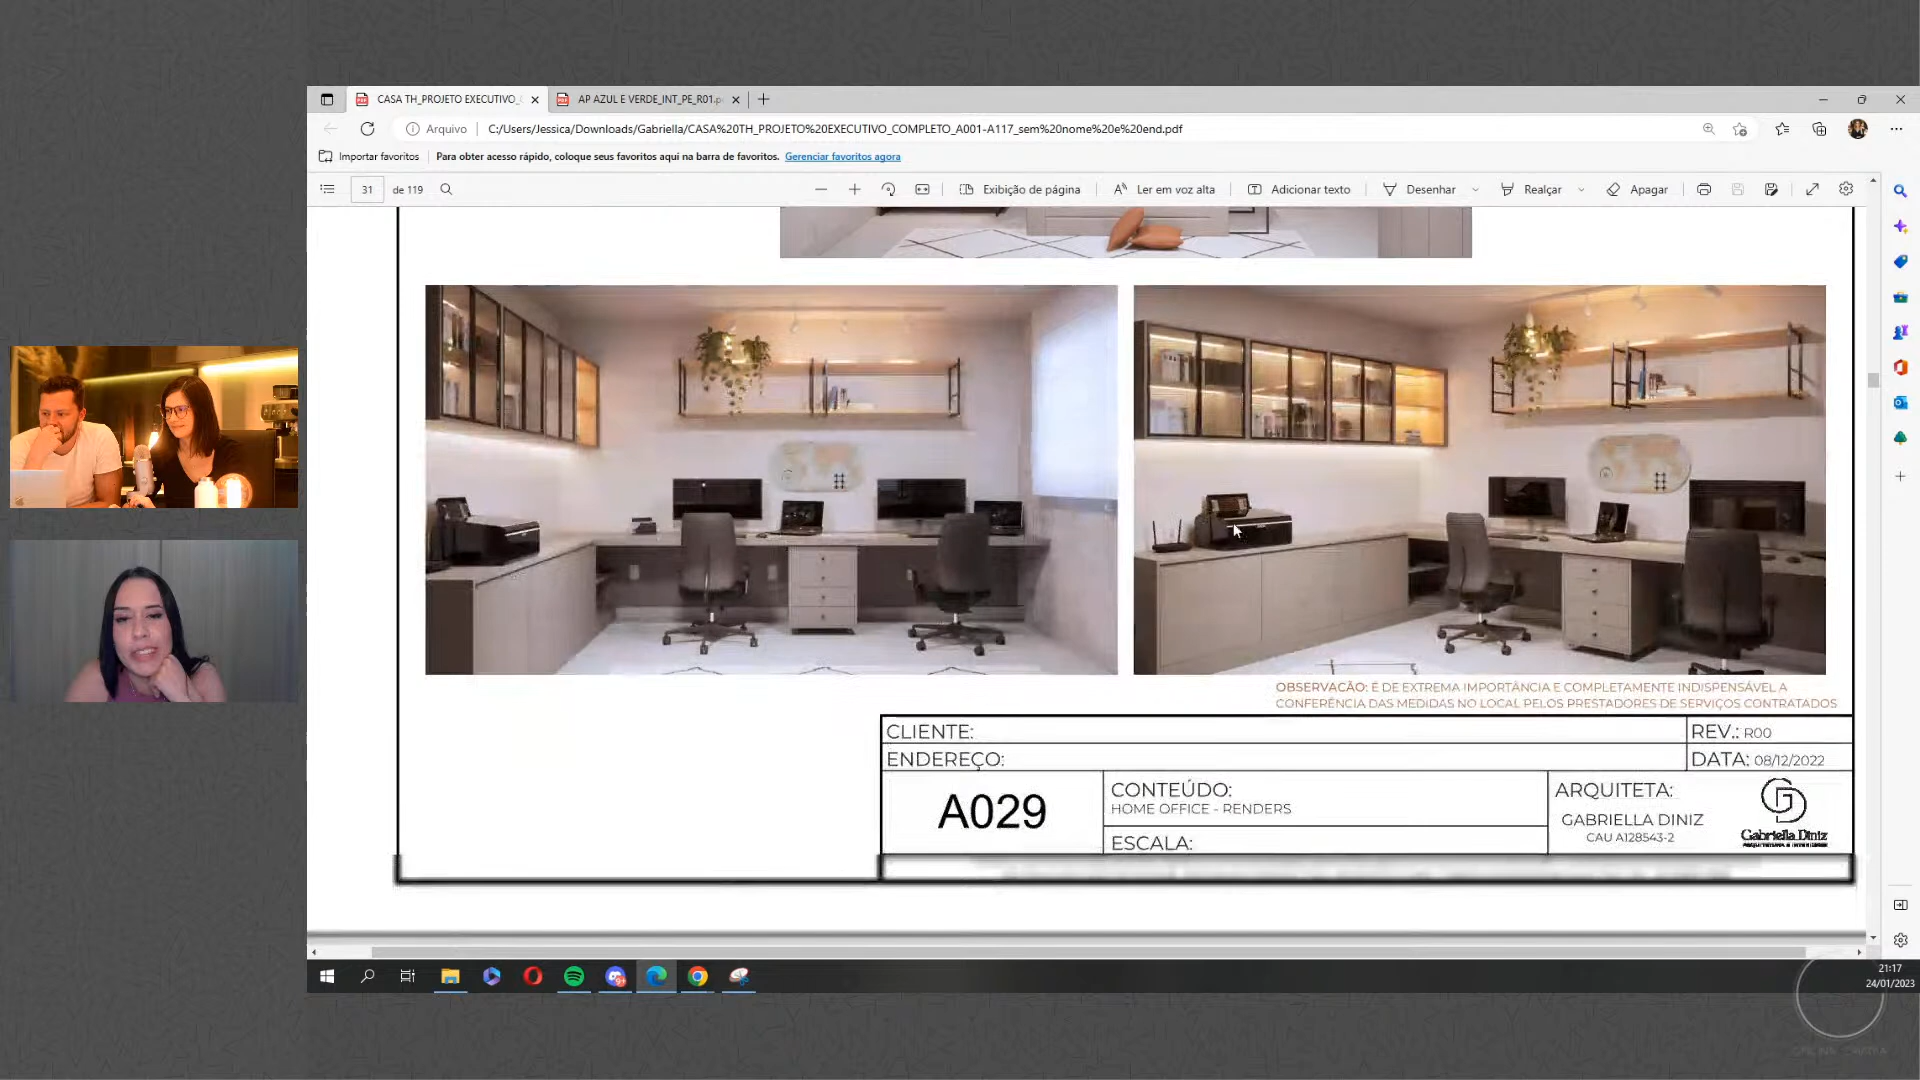 CASA TH_PROJETO EXECUTIVO_
AP AZUL E VERDE_INT_PE_R01.p
Arquivo
C:/Users/Jessica/Downloads/Gabriella/CASA%20TH_PROJETO%20EXECUTIVO_COMPLETO_A001-A117_sem%20nome%20e%20end.pdf
Importar favoritos
Para obter acesso rápido, coloque seus favoritos aqui na barra de favoritos. Gerenciar favoritos agora
31 de 119
Exibição de página
Ler em voz alta
Adicionar texto
Desenhar
Realçar
Apagar
OBSERVAÇÃO: É DE EXTREMA IMPORTÂNCIA E COMPLETAMENTE INDISPENSÁVEL A
CONFERÊNCIA DAS MEDIDAS NO LOCAL PELOS PRESTADORES DE SERVIÇOS CONTRATADOS
CLIENTE:
REV.: R00
ENDEREÇO:
DATA: 08/12/2022
A029
CONTEÚDO:
HOME OFFICE - RENDERS
ESCALA:
ARQUITETA:
GABRIELLA DINIZ
CAU A128543-2
Gabriella Diniz
21:17
24/01/2023